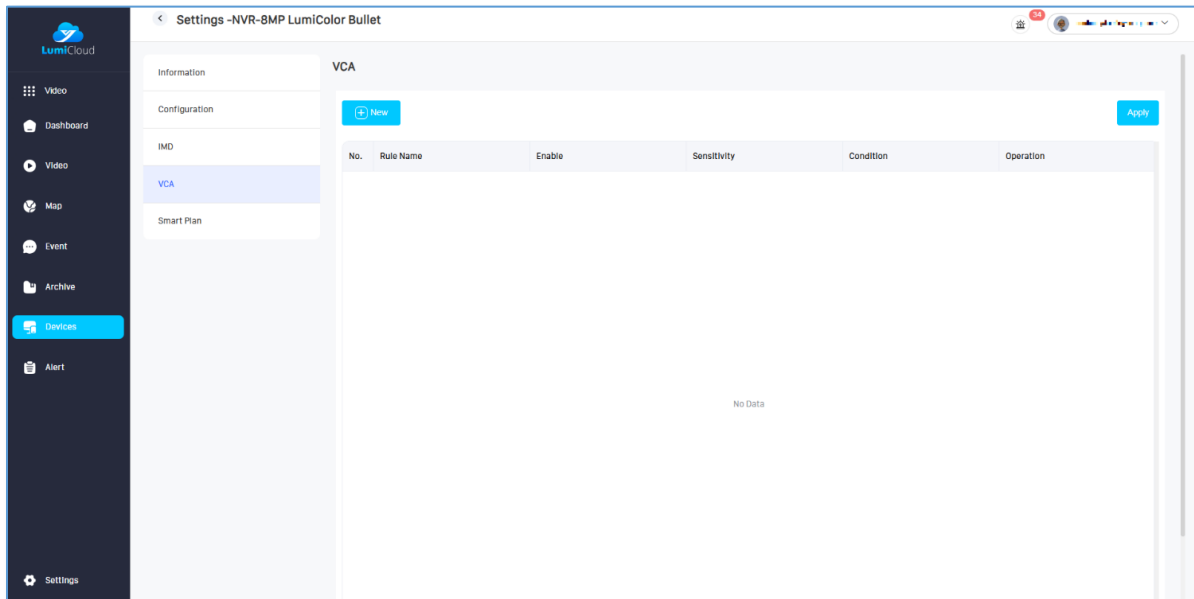 LumiCloud
Video
Dashboard
Video
Map
Event
Archive
Devices
Alert
Settings
Settings -NVR-8MP LumiColor Bullet
34
Information
Configuration
IMD
VCA
Smart Plan
VCA
New
Apply
No. Rule Name Enable Sensitivity Condition Operation
No Data